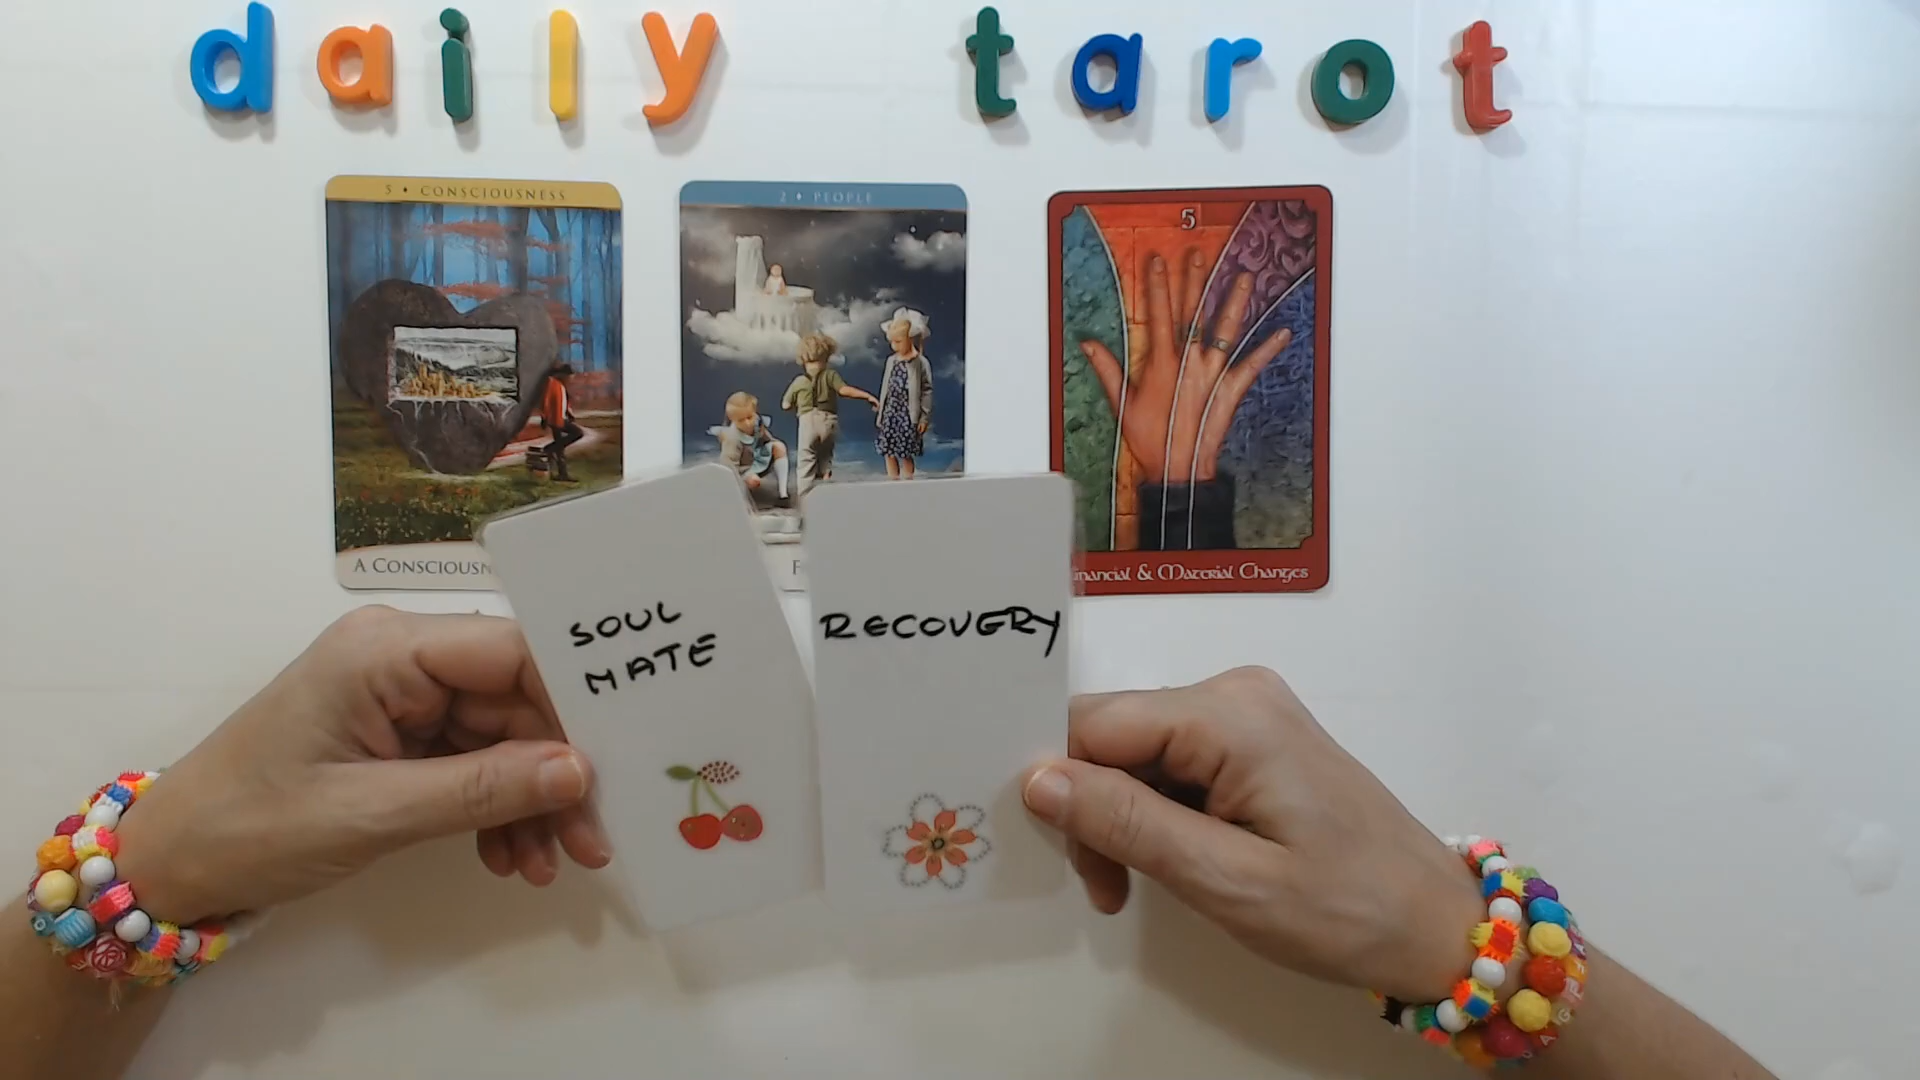 daily tarot
5 ♦ CONSCIOUSNESS
2 ♦ PEOPLE
5
A CONSCIOUSN
F
inancial & Material Changes
SOUL
MATE
RECOVERY